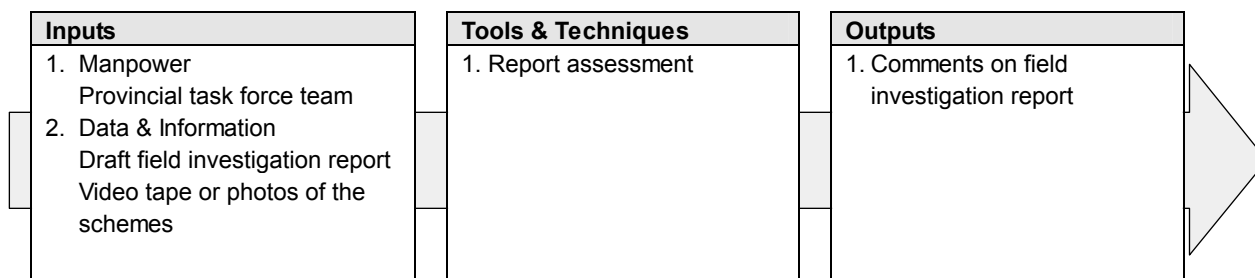 Inputs
1. Manpower
Provincial task force team
2. Data & Information
Draft field investigation report
Video tape or photos of the
schemes
Tools & Techniques
1. Report assessment
Outputs
1. Comments on field
investigation report